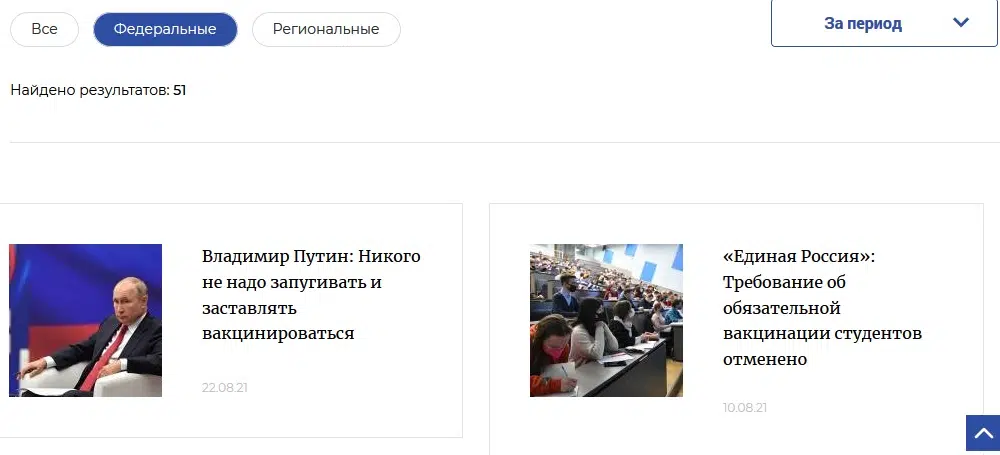 Все
Федеральные
Региональные
За период
Найдено результатов: 51
Владимир Путин: Никого
не надо запугивать и
заставлять
вакцинироваться
22.08.21
«Единая Россия»:
Требование об
обязательной
вакцинации студентов
отменено
10.08.21